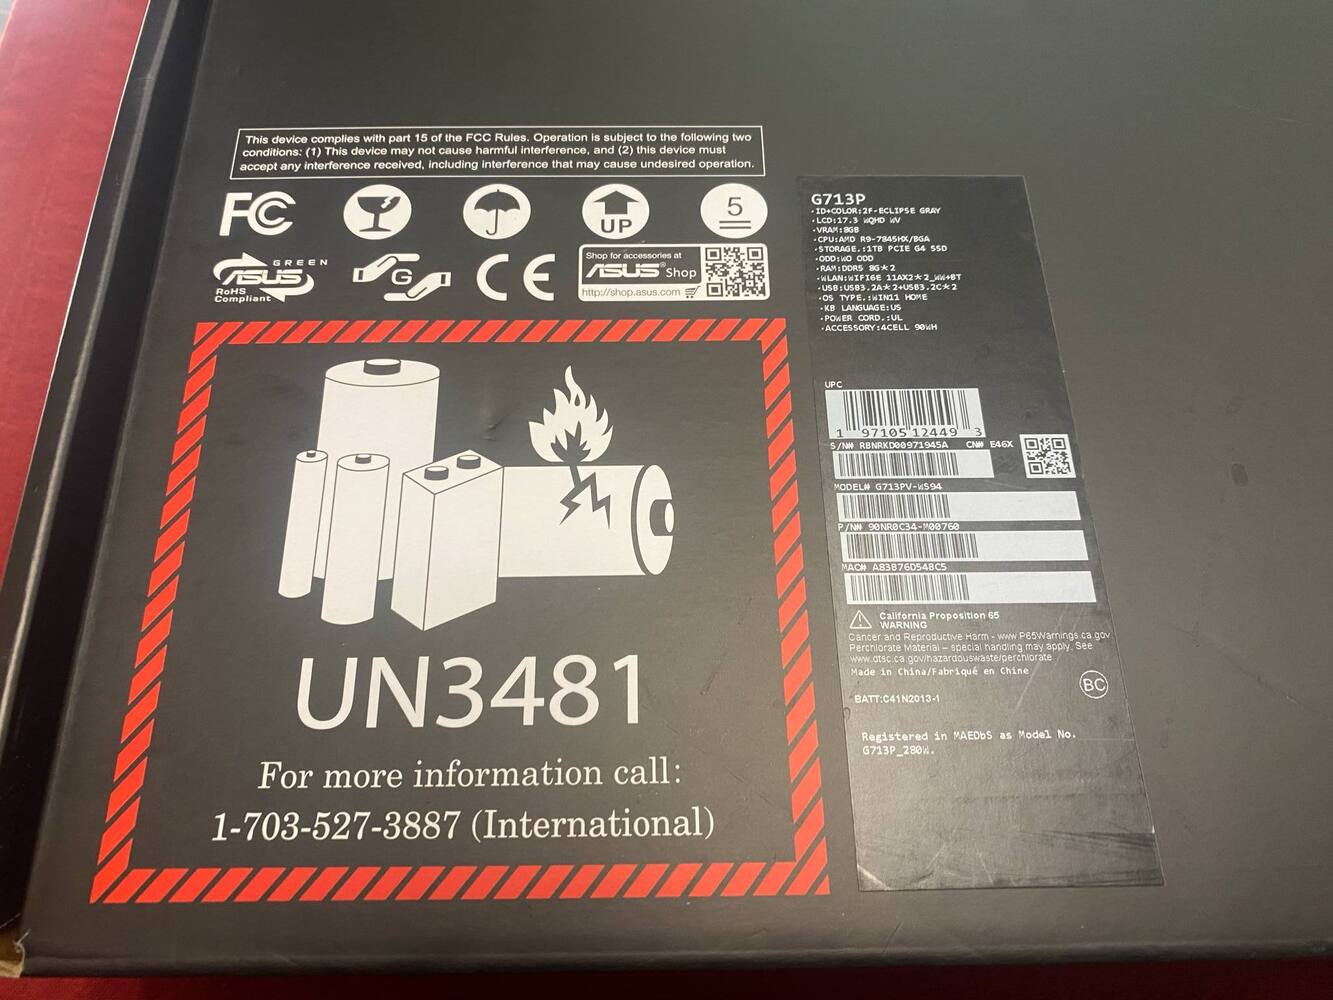 This device complies with part 15 of the FCC Rules. Operation is subject to the following two
conditions: (1) This device may not cause harmful interference, and (2) this device must
accept any interference received, including interference that may cause undesired operation.
FC
UP
5
GREEN
ASUS
RoHS
Compliant
G
CE
Shop for accessories at
ASUS® Shop
http://shop.asus.com
UN3481
For more information call:
1-703-527-3887 (International)
G713P
·ID+COLOR:2F-ECLIPSE GRAY
·LCD:17.3 WQHD WV
·VRAM:8GB
·CPU:AMD R9-7845HX/BGA
·STORAGE.:1TB PCIE G4 SSD
·ODD:WO ODD
·RAM:DDR5 8G*2
·WLAN:WIFI6E 11AX2*2_WW+BT
·USB:USB3.2A*2+USB3.2C*2
·OS TYPE.:WIN11 HOME
·KB LANGUAGE:US
·POWER CORD.:UL
·ACCESSORY:4CELL 90WH
UPC
1 97105 12449 3
S/N# RBNRKD00971945A CN# E46X
MODEL# G713PV-WS94
P/N# 90NR0C34-M00760
MAC# A83B76D548C5
California Proposition 65
WARNING
Cancer and Reproductive Harm - www.P65Warnings.ca.gov
Perchlorate Material – special handling may apply, See
www.dtsc.ca.gov/hazardouswaste/perchlorate
Made in China/Fabriqué en Chine
BC
BATT:C41N2013-1
Registered in MAEDbS as Model No.
G713P_280W.